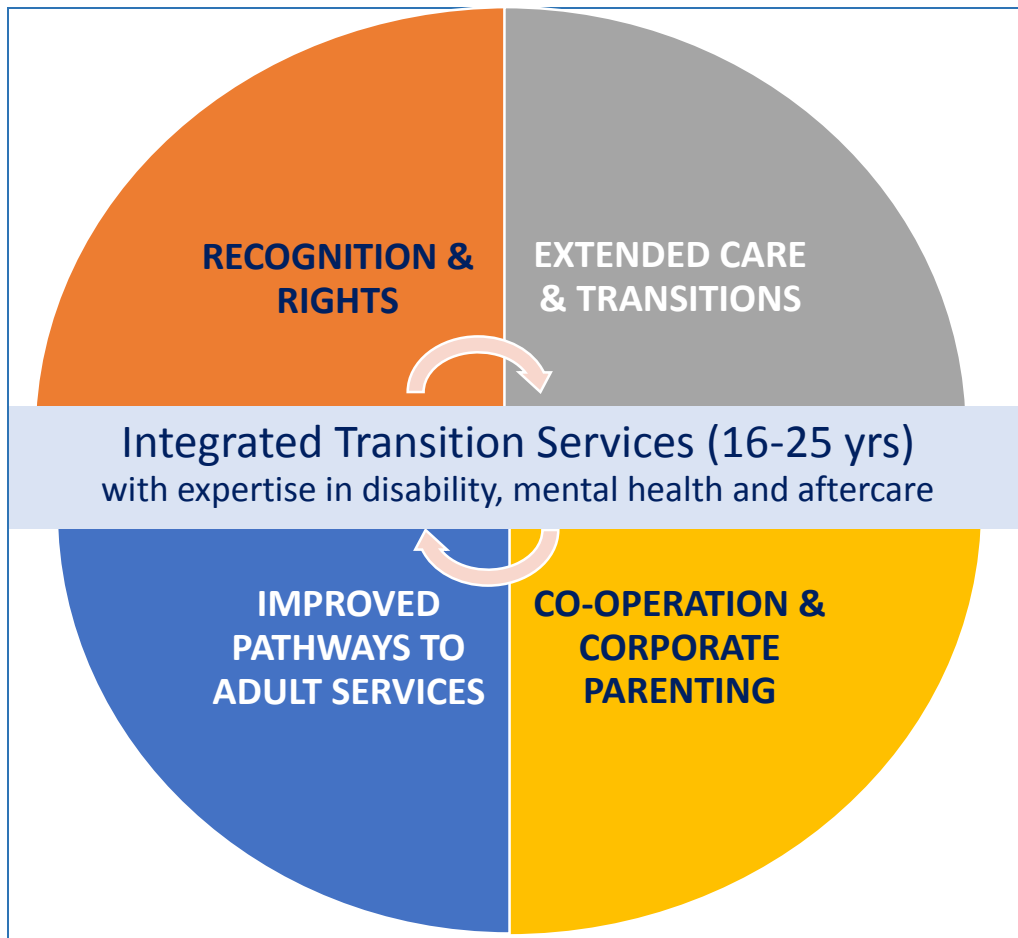 RECOGNITION &
RIGHTS
EXTENDED CARE
& TRANSITIONS
Integrated Transition Services (16-25 yrs)
with expertise in disability, mental health and aftercare
IMPROVED
PATHWAYS TO
ADULT SERVICES
CO-OPERATION &
CORPORATE
PARENTING